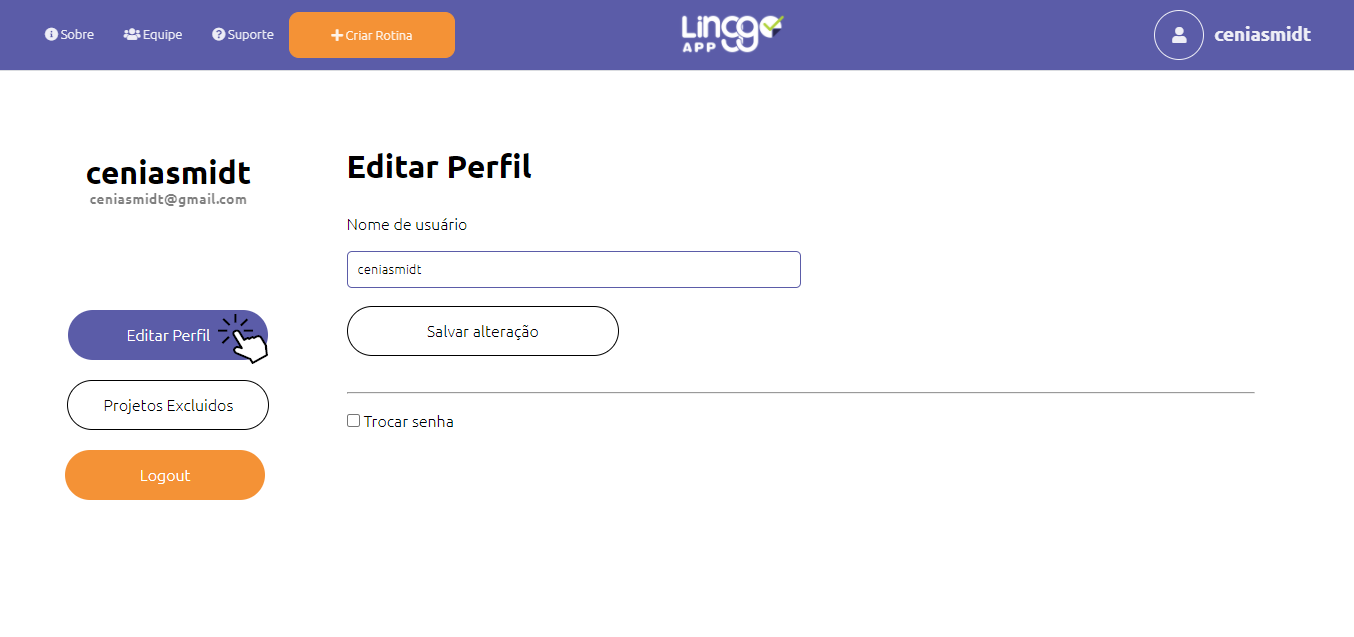 Sobre
Equipe
Suporte
Criar Rotina
Lincgo
APP
ceniasmidt
ceniasmidt
ceniasmidt@gmail.com
Editar Perfil
Projetos Excluidos
Logout
Editar Perfil
Nome de usuário
ceniasmidt
Salvar alteração
Trocar senha